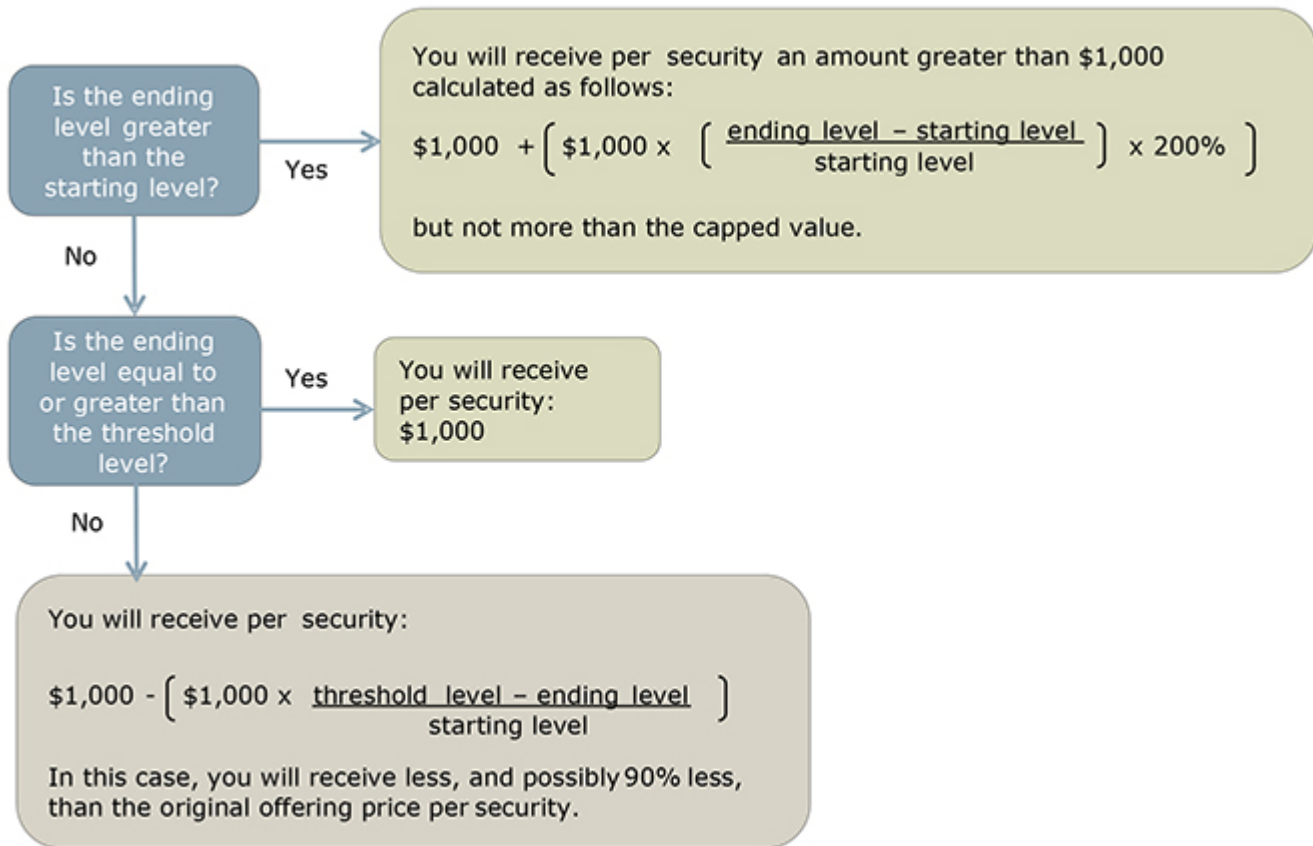 Is the ending
level greater
than the
starting level?
Yes
You will receive per security an amount greater than $1,000
calculated as follows:
$1,000 + ( $1,000 x ( ending level – starting level
starting level ) x 200% )
but not more than the capped value.
No
Is the ending
level equal to
or greater than
the threshold
level?
Yes
You will receive
per security:
$1,000
No
You will receive per security:
$1,000 - ( $1,000 x threshold level – ending level
starting level )
In this case, you will receive less, and possibly 90% less,
than the original offering price per security.